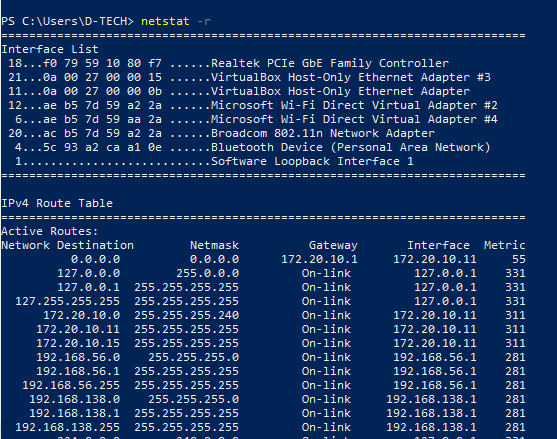 PS C:\Users\D-TECH> netstat -r
===========================================================================
Interface List
 18...f0 79 59 10 80 f7 ......Realtek PCIe GbE Family Controller
 21...0a 00 27 00 00 15 ......VirtualBox Host-Only Ethernet Adapter #3
 11...0a 00 27 00 00 0b ......VirtualBox Host-Only Ethernet Adapter
 12...ae b5 7d 59 a2 2a ......Microsoft Wi-Fi Direct Virtual Adapter #2
  6...ae b5 7d 59 aa 2a ......Microsoft Wi-Fi Direct Virtual Adapter #4
 20...ac b5 7d 59 a2 2a ......Broadcom 802.11n Network Adapter
  4...5c 93 a2 ca a1 0e ......Bluetooth Device (Personal Area Network)
  1...........................Software Loopback Interface 1
===========================================================================
IPv4 Route Table
===========================================================================
Active Routes:
Network Destination        Netmask          Gateway       Interface  Metric
          0.0.0.0          0.0.0.0      172.20.10.1     172.20.10.11     55
        127.0.0.0        255.0.0.0         On-link         127.0.0.1    331
        127.0.0.1  255.255.255.255         On-link         127.0.0.1    331
  127.255.255.255  255.255.255.255         On-link         127.0.0.1    331
      172.20.10.0  255.255.255.240         On-link      172.20.10.11    311
     172.20.10.11  255.255.255.255         On-link      172.20.10.11    311
     172.20.10.15  255.255.255.255         On-link      172.20.10.11    311
     192.168.56.0    255.255.255.0         On-link      192.168.56.1    281
     192.168.56.1  255.255.255.255         On-link      192.168.56.1    281
   192.168.56.255  255.255.255.255         On-link      192.168.56.1    281
    192.168.138.0    255.255.255.0         On-link     192.168.138.1    281
    192.168.138.1  255.255.255.255         On-link     192.168.138.1    281
  192.168.138.255  255.255.255.255         On-link     192.168.138.1    281